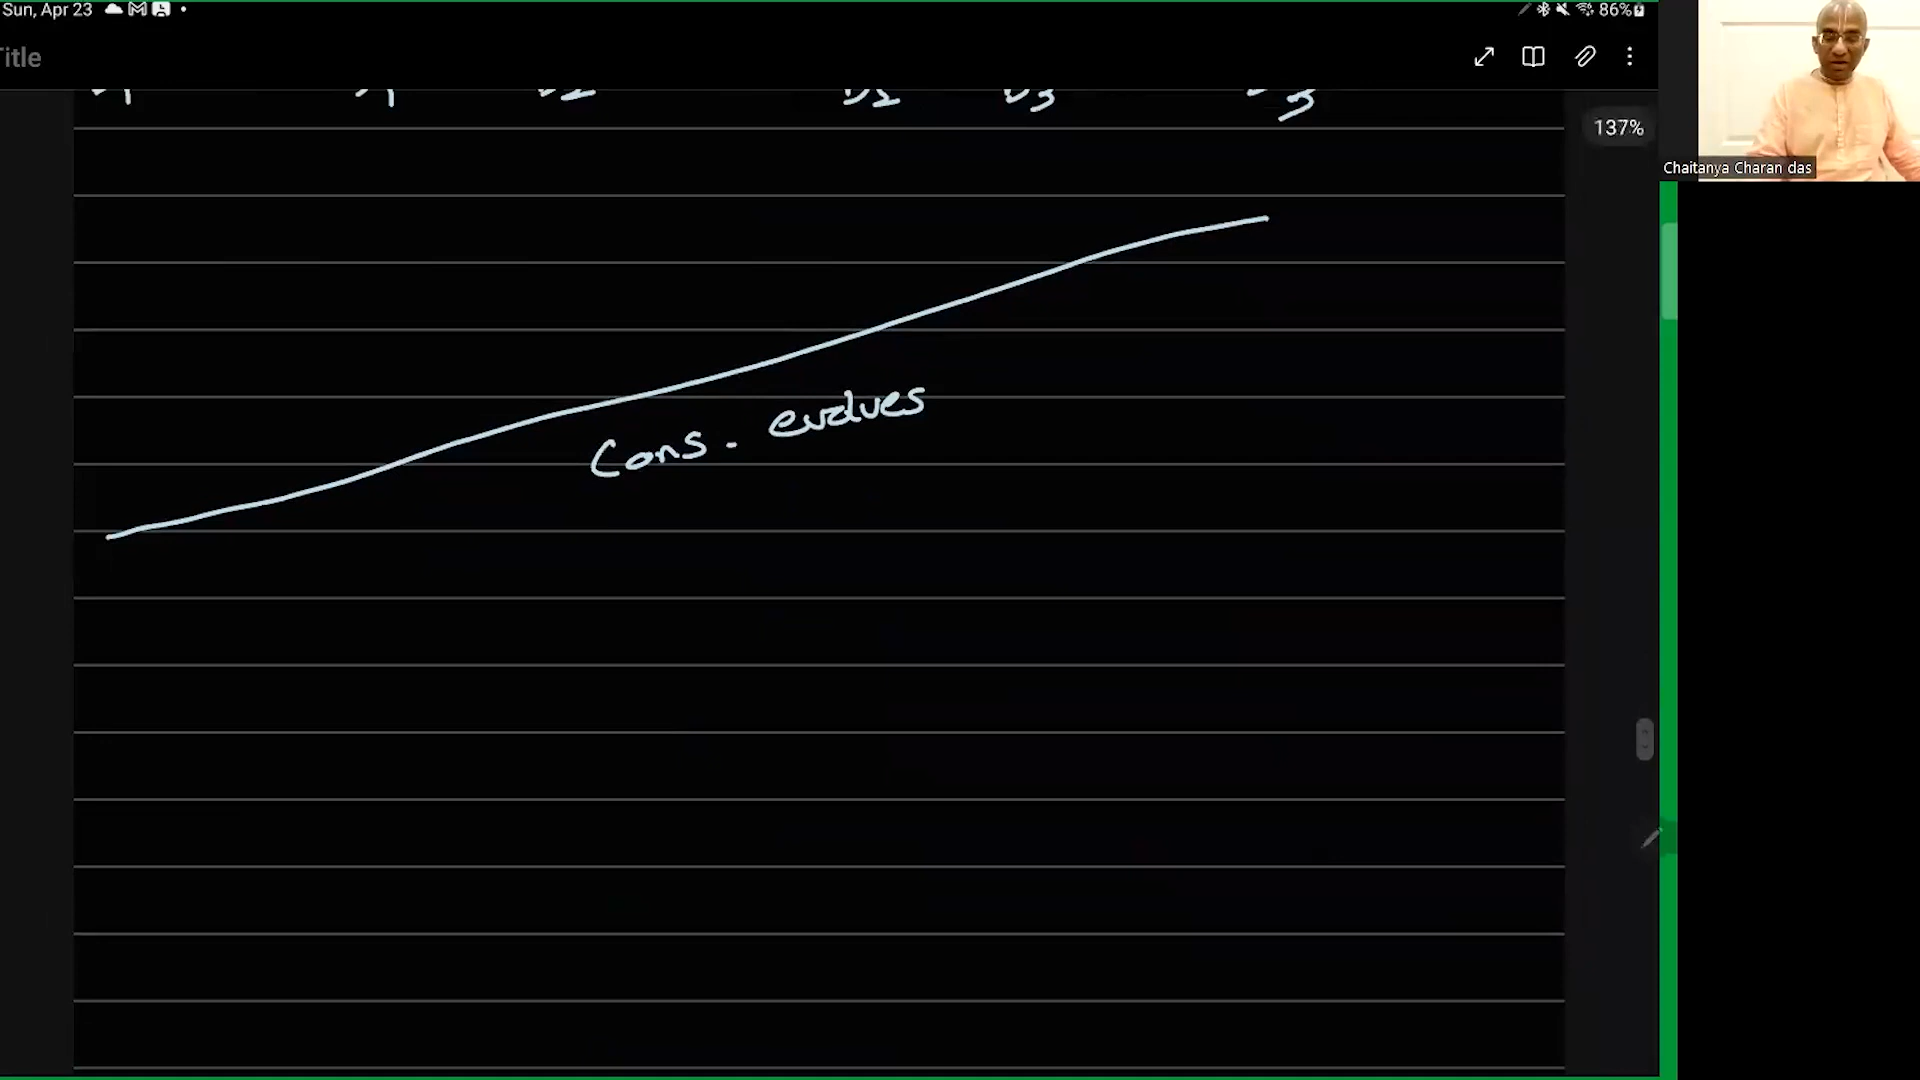 Sun, Apr 23
86%
Title
137%
Chaitanya Charan das
Cons. evolves